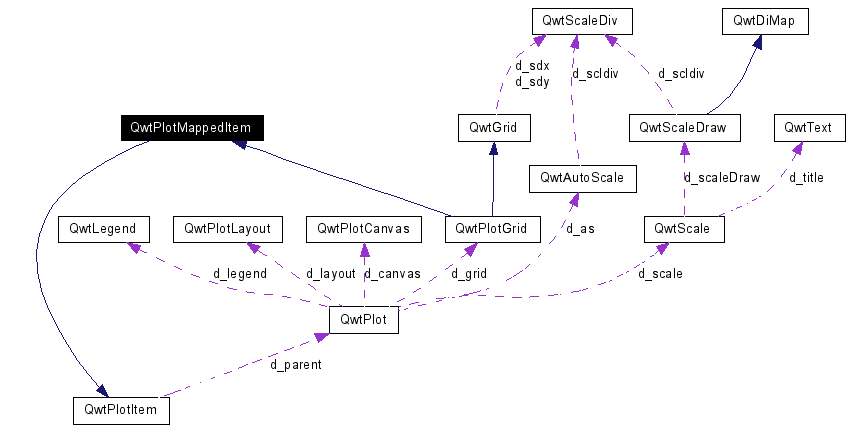 QwtScaleDiv
QwtDiMap
d_sdx
d_sdy
d_scldiv
d_scldiv
QwtPlotMappedItem
QwtGrid
QwtScaleDraw
QwtText
QwtAutoScale
d_scaleDraw
d_title
QwtLegend
QwtPlotLayout
QwtPlotCanvas
QwtPlotGrid
d_as
QwtScale
d_legend
d_layout
d_canvas
d_grid
d_scale
QwtPlot
d_parent
QwtPlotItem